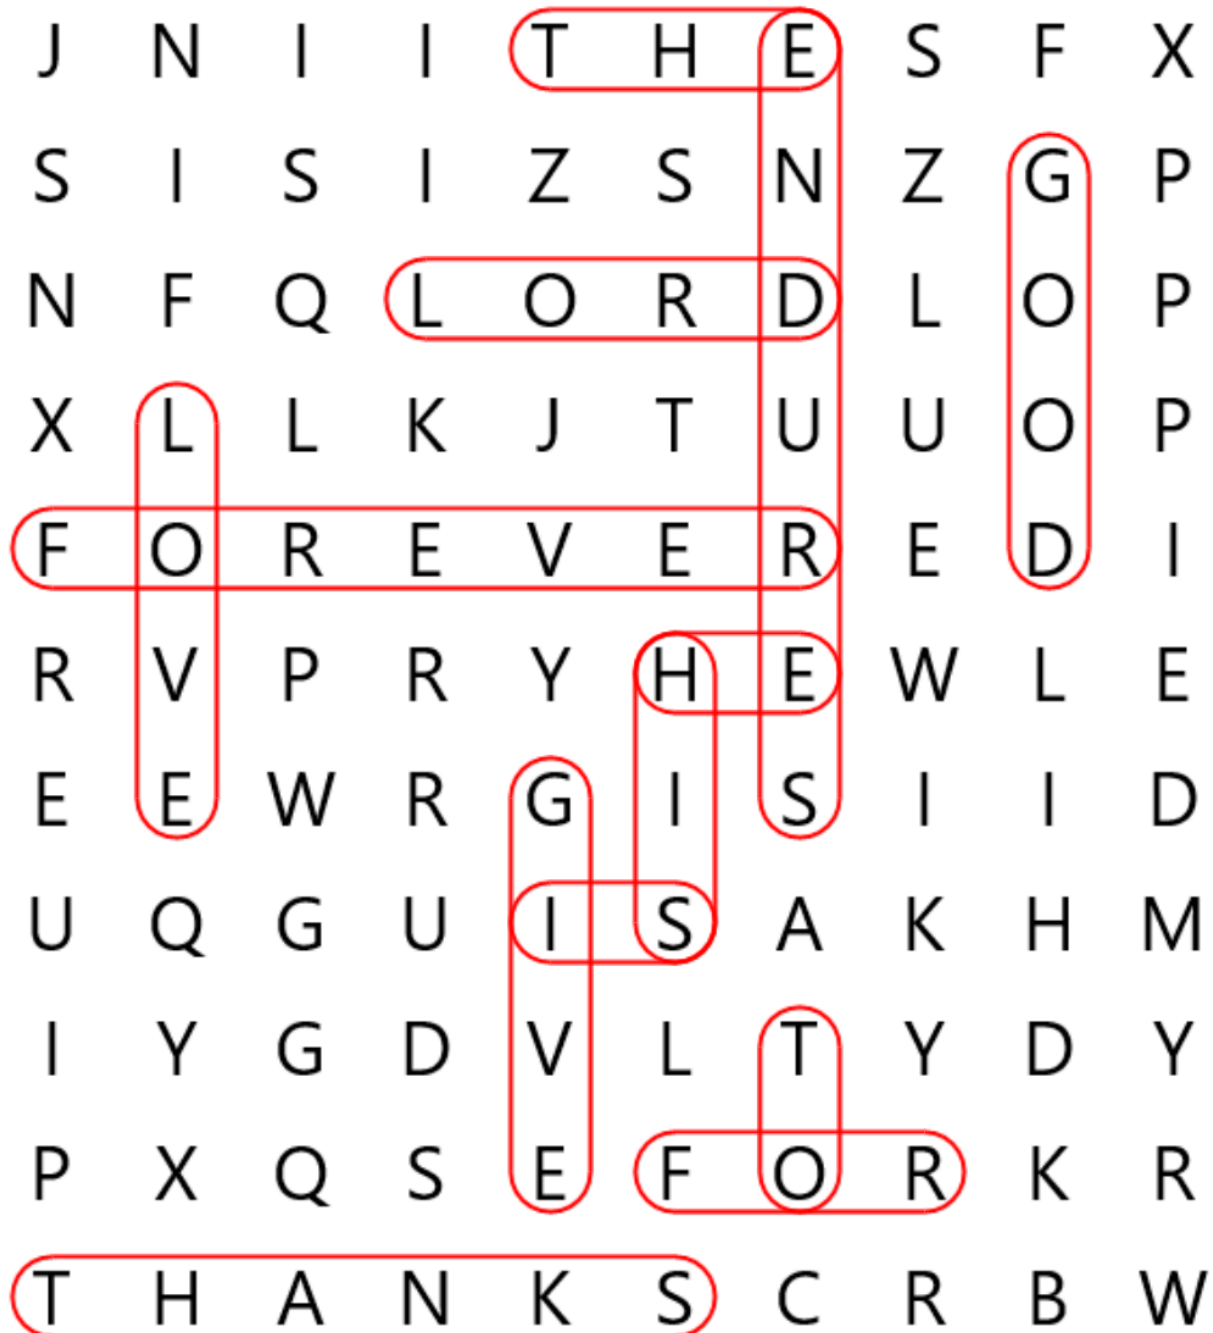 J N I I T H E S F X
S I S I Z S N Z G P
N F Q L O R D L O P
X L L K J T U U O P
F O R E V E R E D I
R V P R Y H E W L E
E E W R G I S I I D
U Q G U I S A K H M
I Y G D V L T Y D Y
P X Q S E F O R K R
T H A N K S C R B W